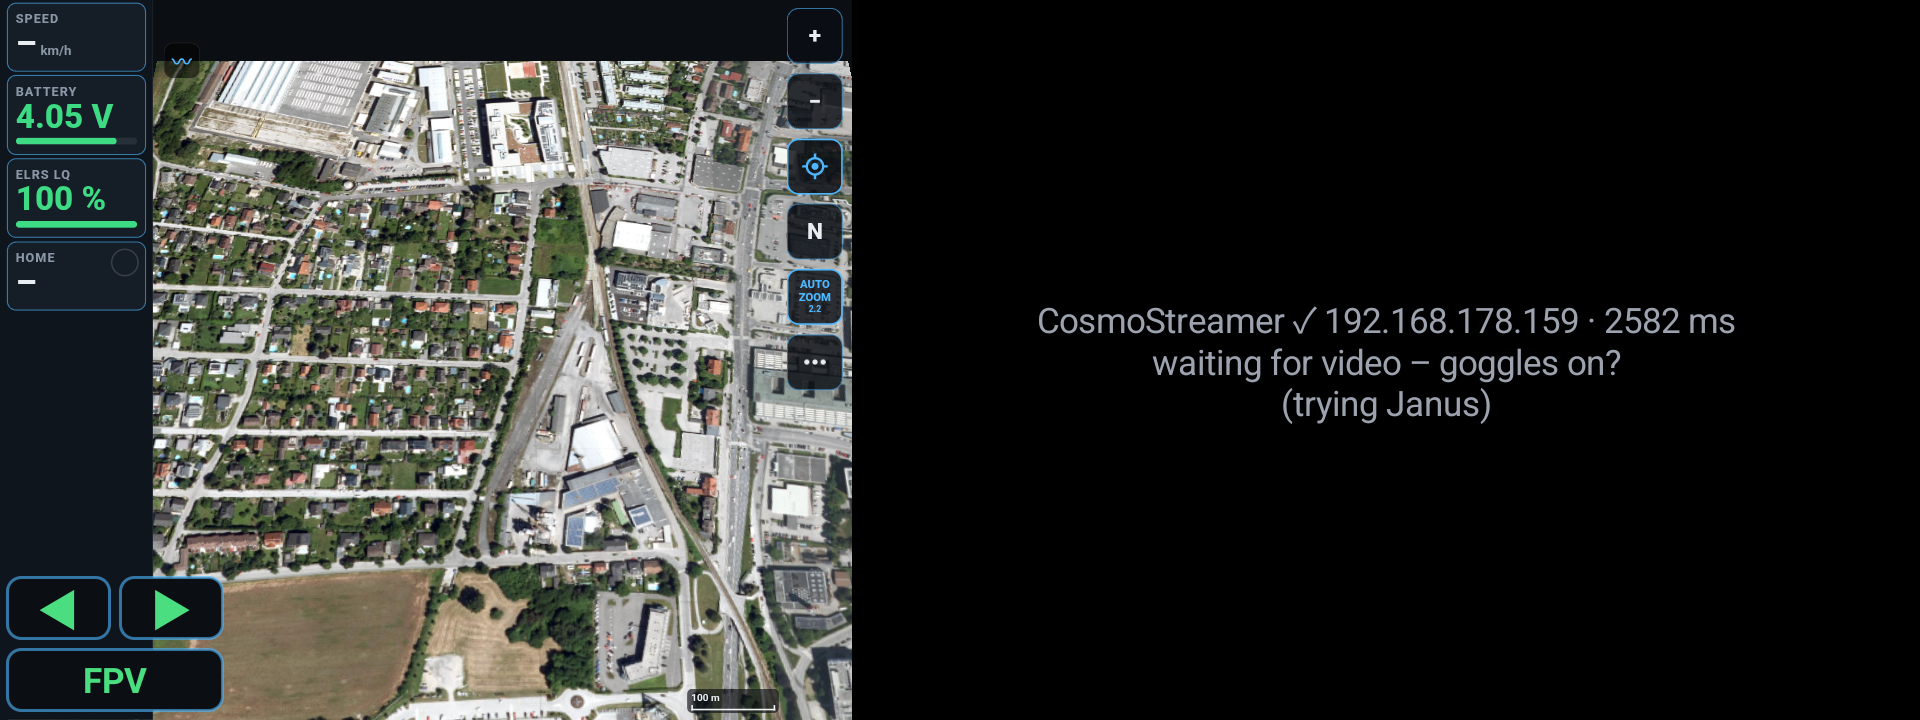 SPEED
– km/h
BATTERY
4.05 V
ELRS LQ
100 %
HOME
–
FPV
+
–
N
AUTO
ZOOM
2.2
100 m
CosmoStreamer ✓ 192.168.178.159 · 2582 ms
waiting for video – goggles on?
(trying Janus)